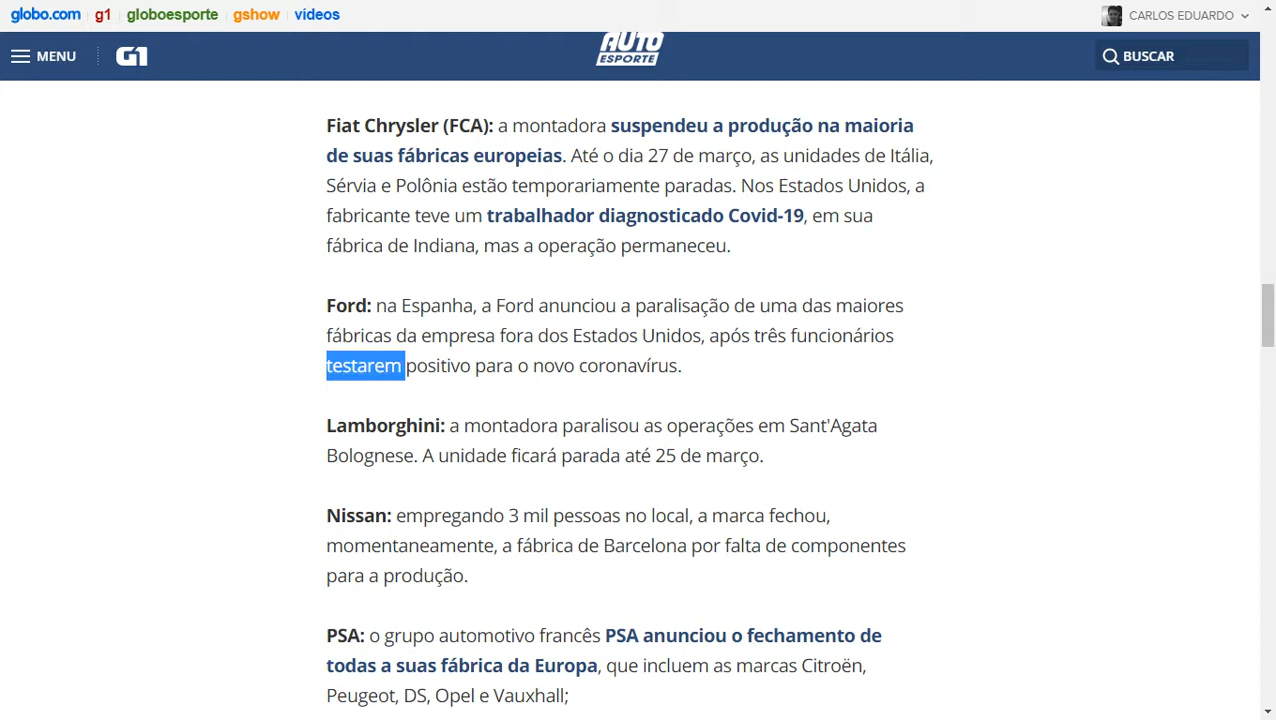 globo.com g1 globoesporte gshow vídeos CARLOS EDUARDO
MENU G1 AUTO ESPORTE BUSCAR
Fiat Chrysler (FCA): a montadora suspendeu a produção na maioria
de suas fábricas europeias. Até o dia 27 de março, as unidades de Itália,
Sérvia e Polônia estão temporariamente paradas. Nos Estados Unidos, a
fabricante teve um trabalhador diagnosticado Covid-19, em sua
fábrica de Indiana, mas a operação permaneceu.
Ford: na Espanha, a Ford anunciou a paralisação de uma das maiores
fábricas da empresa fora dos Estados Unidos, após três funcionários
testarem positivo para o novo coronavírus.
Lamborghini: a montadora paralisou as operações em Sant'Agata
Bolognese. A unidade ficará parada até 25 de março.
Nissan: empregando 3 mil pessoas no local, a marca fechou,
momentaneamente, a fábrica de Barcelona por falta de componentes
para a produção.
PSA: o grupo automotivo francês PSA anunciou o fechamento de
todas a suas fábrica da Europa, que incluem as marcas Citroën,
Peugeot, DS, Opel e Vauxhall;